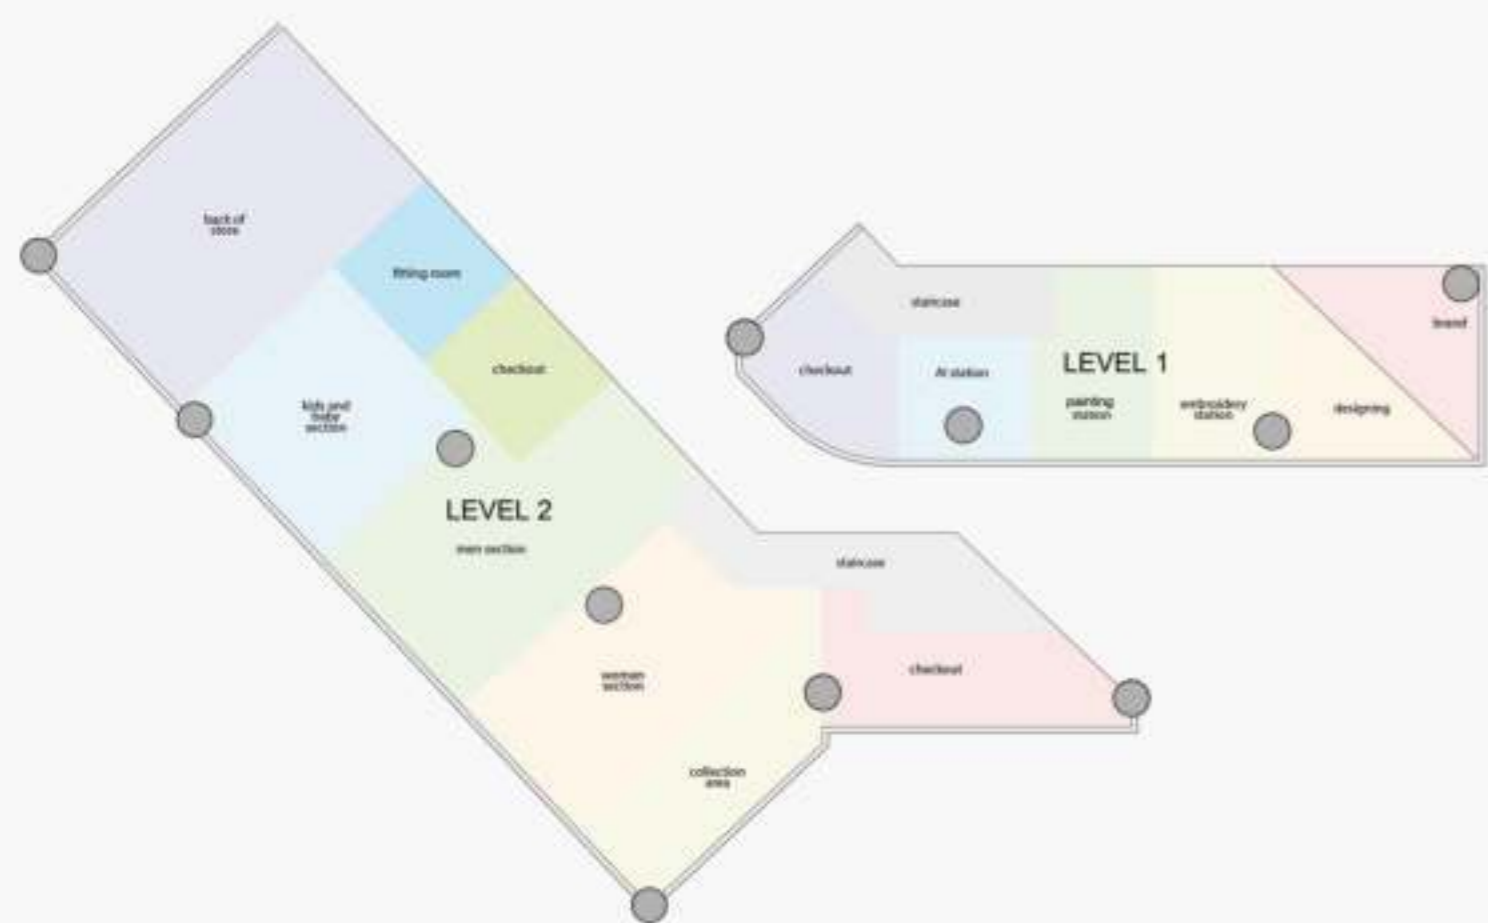 back of
store
fitting room
checkout
kids and
baby
section
LEVEL 2
men section
staircase
women
section
checkout
collection
area
staircase
brand
checkout
AI station
LEVEL 1
painting
station
embroidery
station
designing